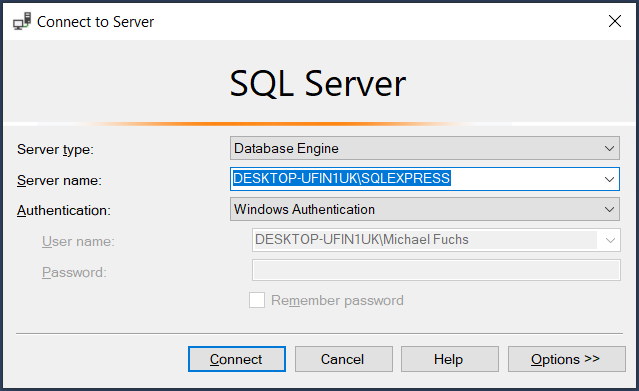 Connect to Server
SQL Server
Server type: Database Engine
Server name: DESKTOP-UFIN1UK\SQLEXPRESS
Authentication: Windows Authentication
User name: DESKTOP-UFIN1UK\Michael Fuchs
Password:
Remember password
Connect Cancel Help Options >>